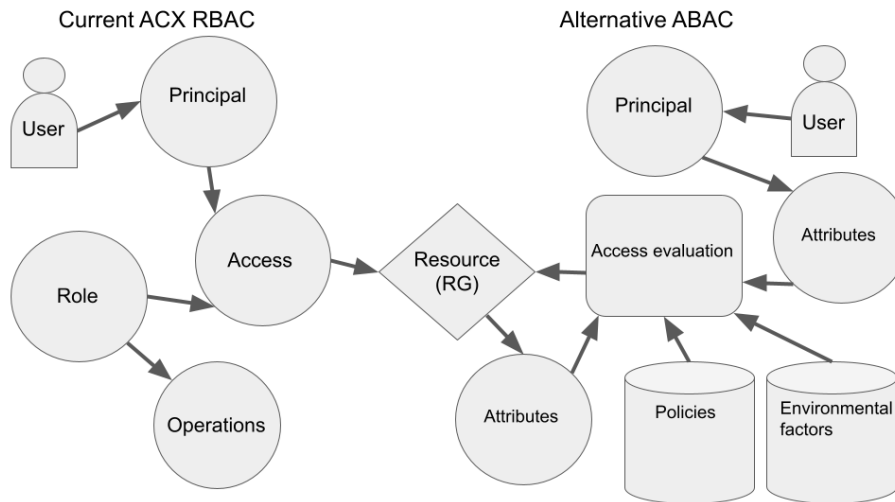 Current ACX RBAC
Alternative ABAC
User
Principal
Principal
User
Role
Access
Resource
(RG)
Access evaluation
Attributes
Operations
Attributes
Policies
Environmental
factors